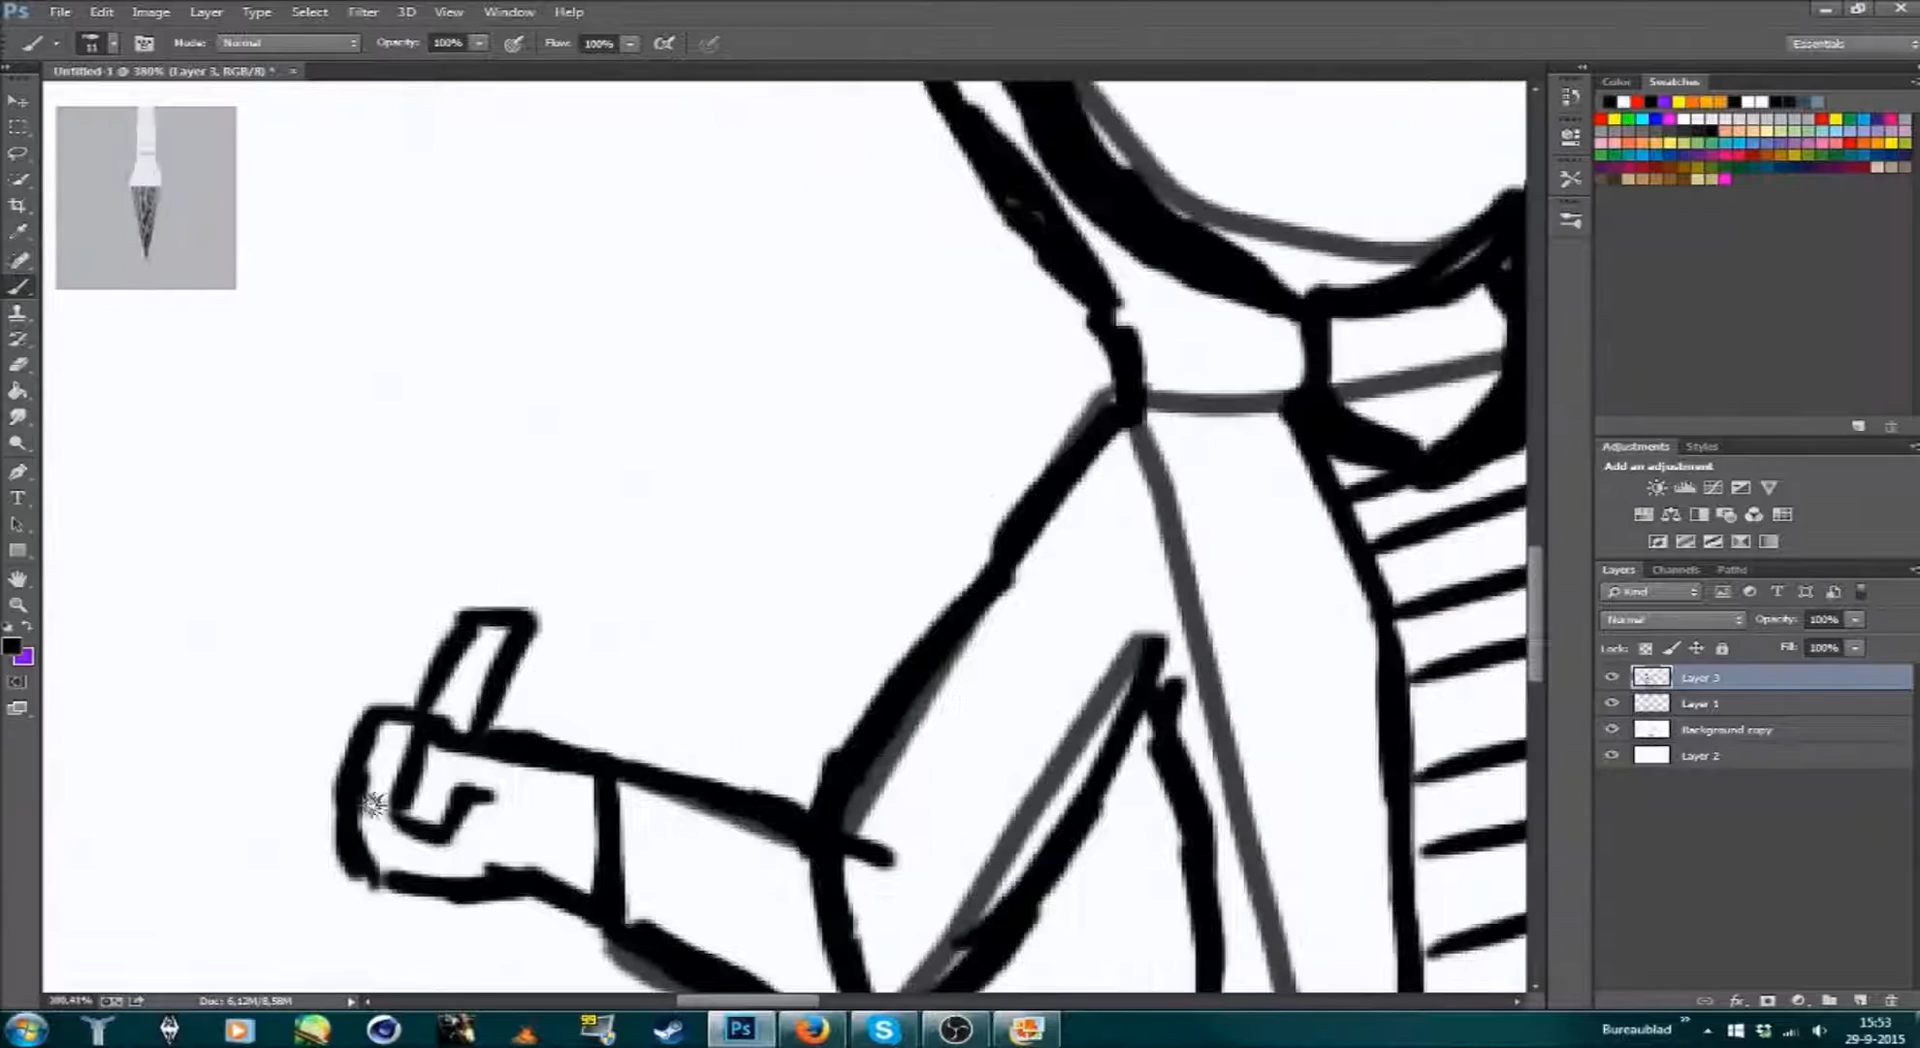 Ps File Edit Image Layer Type Select Filter 3D View Window Help
11 Mode: Normal Opacity: 100% Flow: 100% Essentials
Untitled-1 @ 380% (Layer 3, RGB/8) * ×
Color Swatches
Adjustments Styles
Add an adjustment
Layers Channels Paths
Kind
Normal Opacity: 100%
Lock: Fill: 100%
Layer 3
Layer 1
Background copy
Layer 2
Doc: 6,12M/8,58M
99 Ps
Bureaublad
15:53
29-9-2015